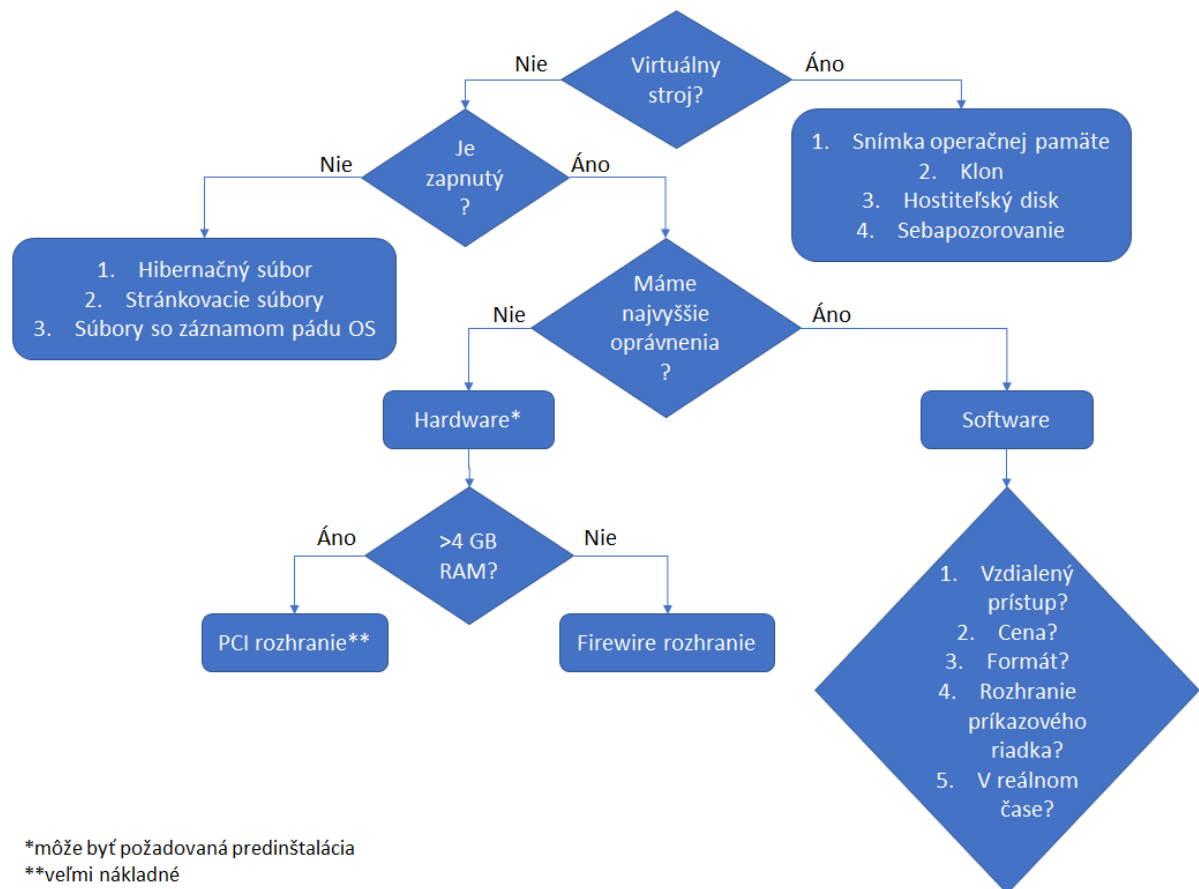 Virtuálny
stroj?
Nie
Áno
Je
zapnutý
?
Nie
Áno
1. Snímka operačnej pamäte
2. Klon
3. Hostiteľský disk
4. Sebapozorovanie
1. Hibernačný súbor
2. Stránkovacie súbory
3. Súbory so záznamom pádu OS
Máme
najvyššie
oprávnenia
?
Nie
Áno
Hardware*
Software
>4 GB
RAM?
Áno
Nie
PCI rozhranie**
Firewire rozhranie
1. Vzdialený
prístup?
2. Cena?
3. Formát?
4. Rozhranie
príkazového
riadka?
5. V reálnom
čase?
*môže byť požadovaná predinštalácia
**veľmi nákladné